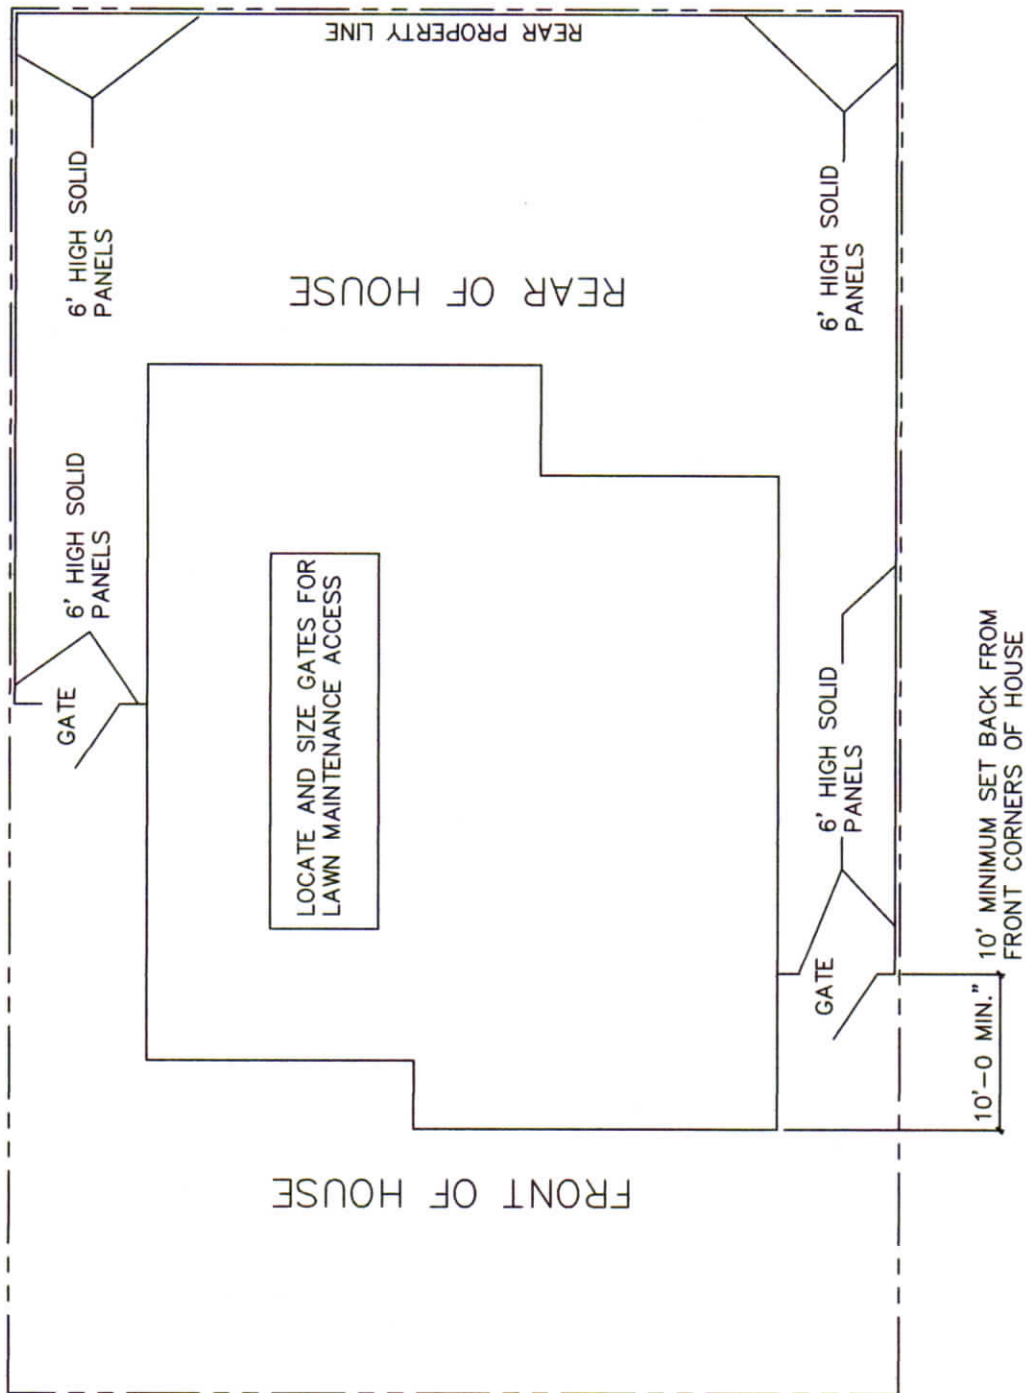 REAR PROPERTY LINE
6' HIGH SOLID
PANELS
6' HIGH SOLID
PANELS
REAR OF HOUSE
6' HIGH SOLID
PANELS
GATE
LOCATE AND SIZE GATES FOR
LAWN MAINTENANCE ACCESS
6' HIGH SOLID
PANELS
GATE
10' MINIMUM SET BACK FROM
FRONT CORNERS OF HOUSE
10'-0 MIN."
FRONT OF HOUSE